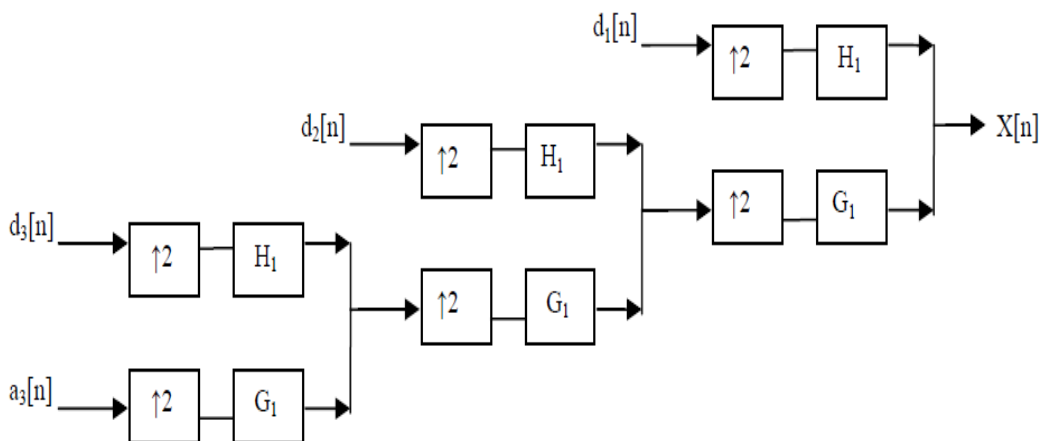 d₁[n] ↑2 H₁
X[n]
d₂[n] ↑2 H₁
↑2 G₁
d₃[n] ↑2 H₁
↑2 G₁
a₃[n] ↑2 G₁